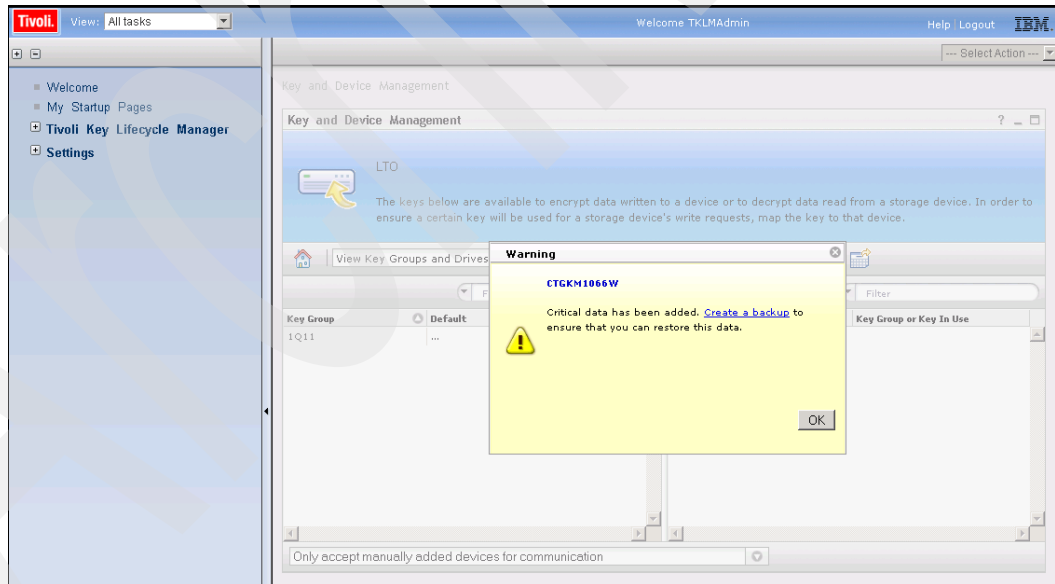 Tivoli. View: All tasks Welcome TKLMAdmin Help | Logout IBM.
--- Select Action ---
Welcome
My Startup Pages
Tivoli Key Lifecycle Manager
Settings
Key and Device Management
Key and Device Management
LTO
The keys below are available to encrypt data written to a device or to decrypt data read from a storage device. In order to
ensure a certain key will be used for a storage device's write requests, map the key to that device.
View Key Groups and Drives
Warning
CTGKM1066W
Critical data has been added. Create a backup to
ensure that you can restore this data.
OK
Filter
Key Group Default Key Group or Key In Use
1Q11 ...
Only accept manually added devices for communication